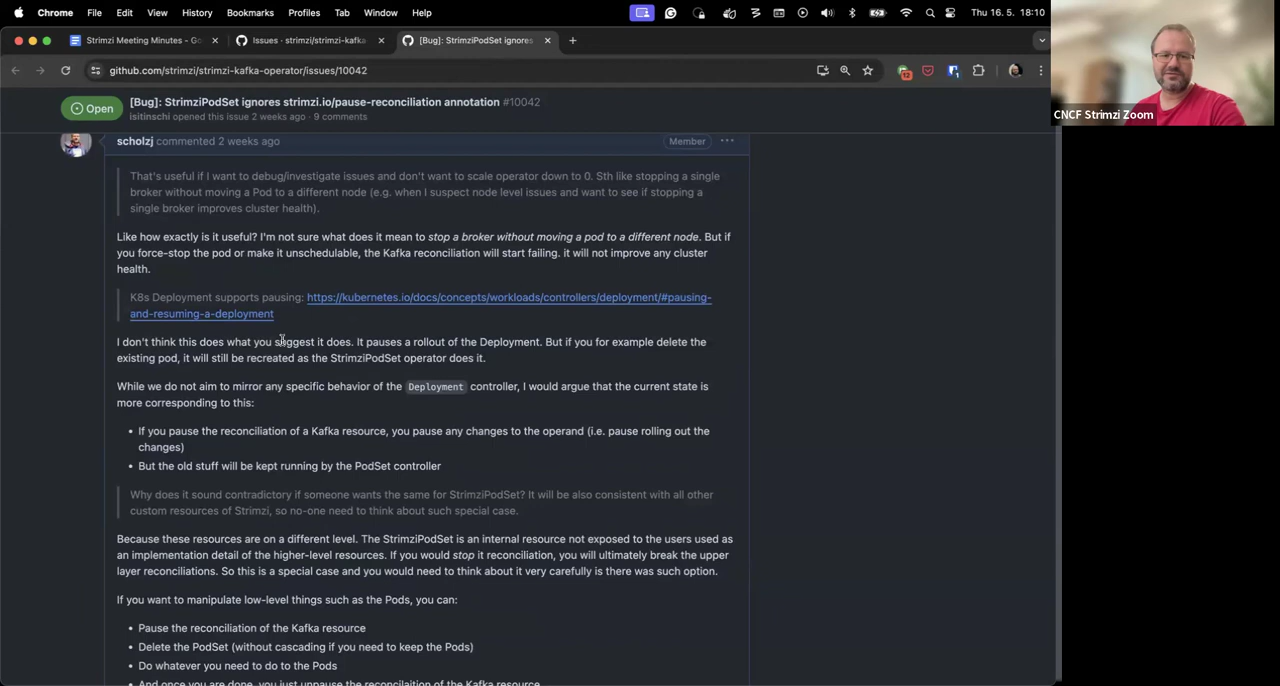 Chrome File Edit View History Bookmarks Profiles Tab Window Help Thu 16. 5. 18:10
Strimzi Meeting Minutes - Go
Issues · strimzi/strimzi-kafka
[Bug]: StrimziPodSet ignores
github.com/strimzi/strimzi-kafka-operator/issues/10042
12
1
CNCF Strimzi Zoom
Open
[Bug]: StrimziPodSet ignores strimzi.io/pause-reconciliation annotation #10042
isitinschi opened this issue 2 weeks ago · 9 comments
scholzj commented 2 weeks ago
Member
That's useful if I want to debug/investigate issues and don't want to scale operator down to 0. Sth like stopping a single
broker without moving a Pod to a different node (e.g. when I suspect node level issues and want to see if stopping a
single broker improves cluster health).
Like how exactly is it useful? I'm not sure what does it mean to stop a broker without moving a pod to a different node. But if
you force-stop the pod or make it unschedulable, the Kafka reconciliation will start failing. it will not improve any cluster
health.
K8s Deployment supports pausing: https://kubernetes.io/docs/concepts/workloads/controllers/deployment/#pausing-
and-resuming-a-deployment
I don't think this does what you suggest it does. It pauses a rollout of the Deployment. But if you for example delete the
existing pod, it will still be recreated as the StrimziPodSet operator does it.
While we do not aim to mirror any specific behavior of the Deployment controller, I would argue that the current state is
more corresponding to this:
• If you pause the reconciliation of a Kafka resource, you pause any changes to the operand (i.e. pause rolling out the
changes)
• But the old stuff will be kept running by the PodSet controller
Why does it sound contradictory if someone wants the same for StrimziPodSet? It will be also consistent with all other
custom resources of Strimzi, so no-one need to think about such special case.
Because these resources are on a different level. The StrimziPodSet is an internal resource not exposed to the users used as
an implementation detail of the higher-level resources. If you would stop it reconciliation, you will ultimately break the upper
layer reconciliations. So this is a special case and you would need to think about it very carefully is there was such option.
If you want to manipulate low-level things such as the Pods, you can:
• Pause the reconciliation of the Kafka resource
• Delete the PodSet (without cascading if you need to keep the Pods)
• Do whatever you need to do to the Pods
• And once you are done, you just unpause the reconcilaition of the Kafka resource